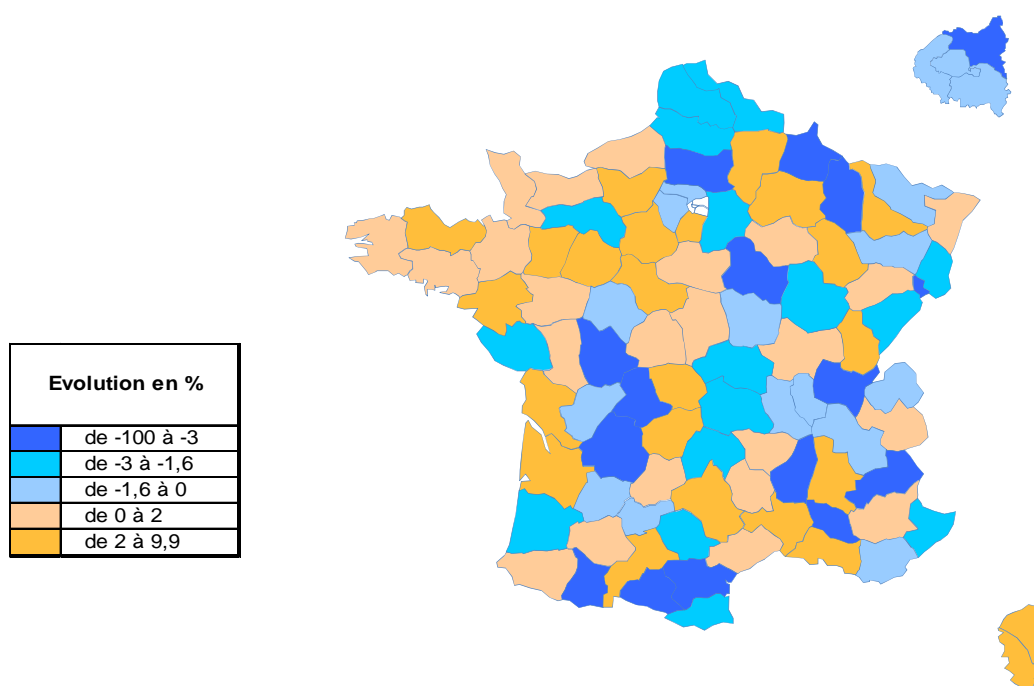 Evolution en %
de -100 à -3
de -3 à -1,6
de -1,6 à 0
de 0 à 2
de 2 à 9,9